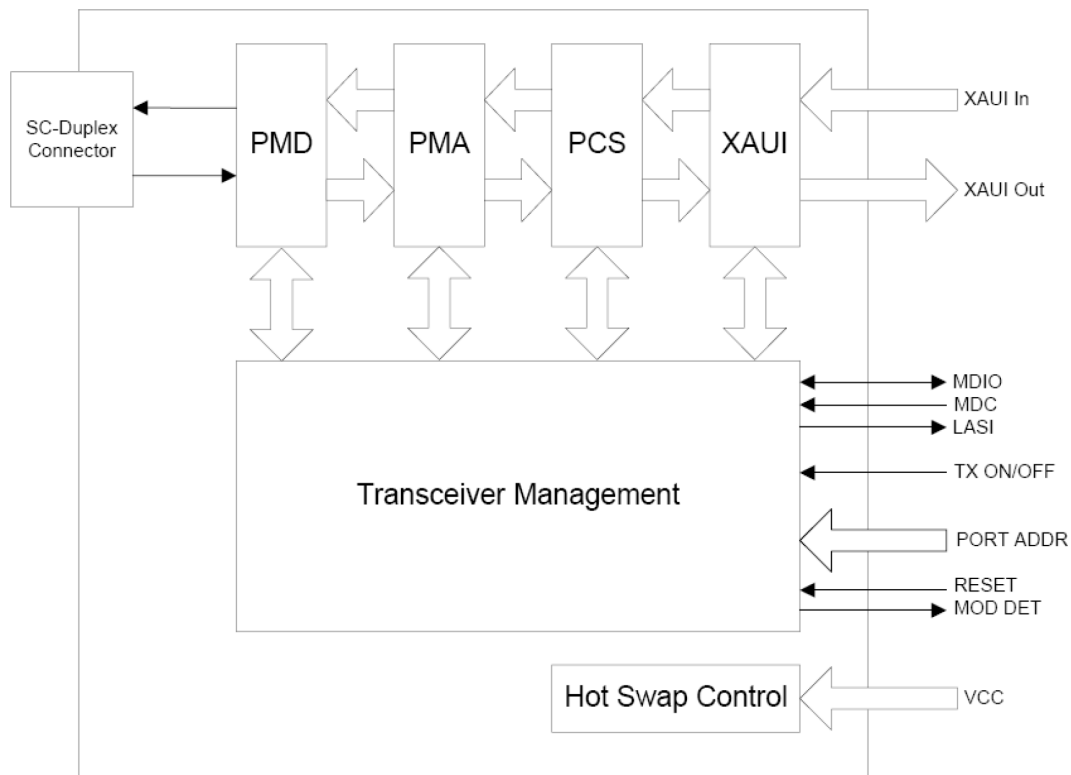 SC-Duplex
Connector
PMD
PMA
PCS
XAUI
XAUI In
XAUI Out
Transceiver Management
MDIO
MDC
LASI
TX ON/OFF
PORT ADDR
RESET
MOD DET
Hot Swap Control
VCC